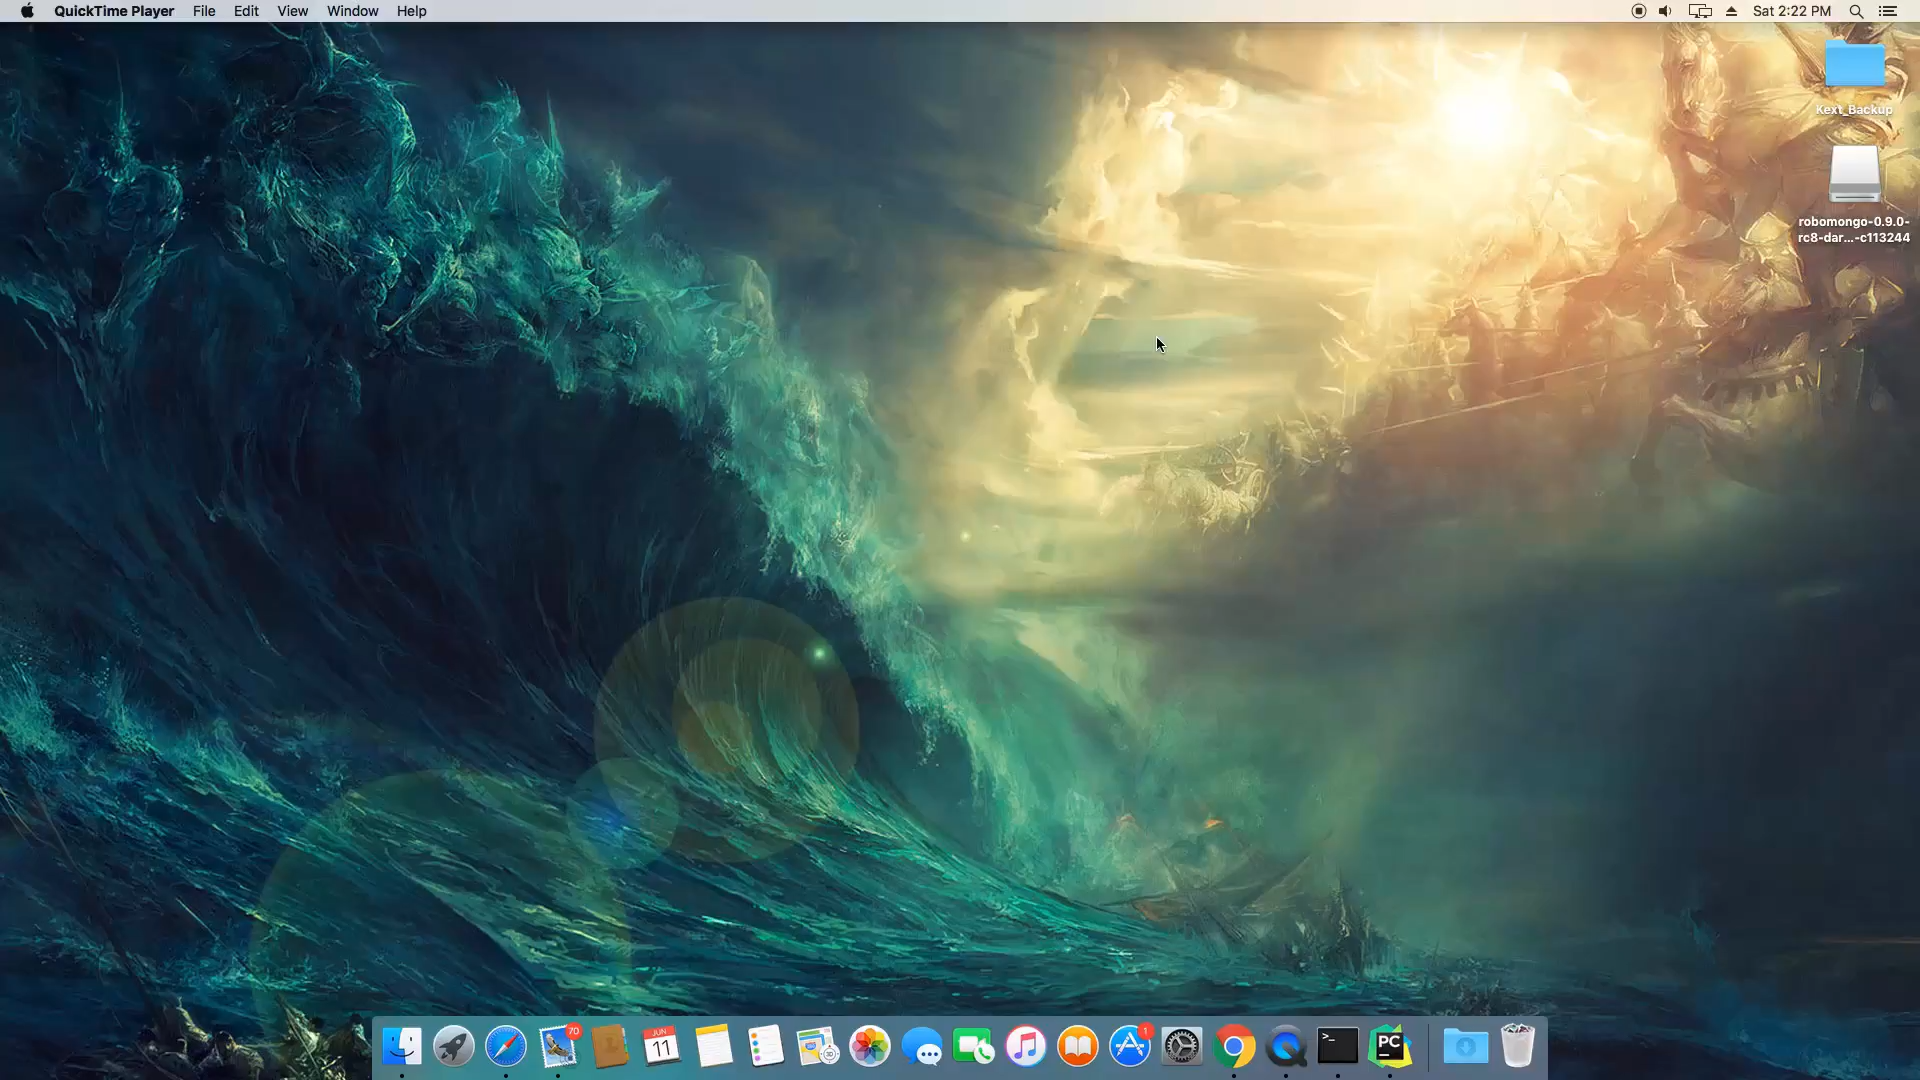 QuickTime Player File Edit View Window Help Sat 2:22 PM
Kext_Backup
robomongo-0.9.0-
rc8-dar...-c113244
70
JUN
11
3D
1
>_
PC